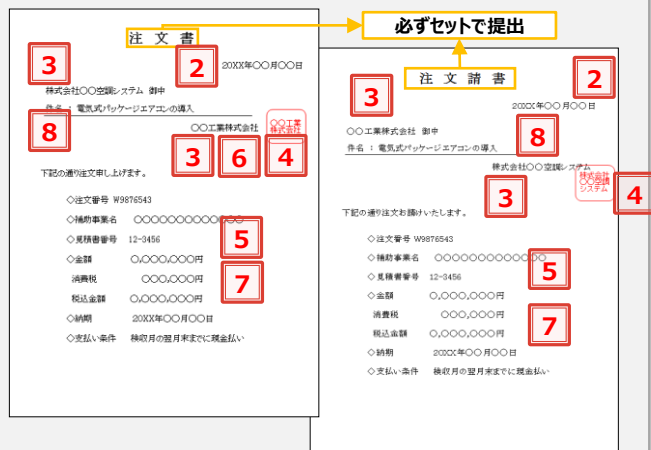 必ずセットで提出
注 文 書
2
20XX年〇〇月〇〇日
3
株式会社〇〇空調システム 御中
件名 : 電気式パッケージエアコンの導入
8
〇〇工業株式会社
〇〇工業
株式会社
3
6
4
下記の通り注文申し上げます。
◇注文番号 W9876543
◇補助事業名 〇〇〇〇〇〇〇〇〇〇〇〇
◇見積書番号 12-3456
5
◇金額 〇,〇〇〇,〇〇〇円
消費税 〇〇〇,〇〇〇円
7
税込金額 〇,〇〇〇,〇〇〇円
◇納期 20XX年〇〇月〇〇日
◇支払い条件 検収月の翌月末までに現金払い
注 文 請 書
2
3
20XX年〇〇月〇〇日
〇〇工業株式会社 御中
8
件名 : 電気式パッケージエアコンの導入
株式会社〇〇空調システム
株式会社
〇〇空調
システム
3
4
下記の通り注文お請けいたします。
◇注文番号 W9876543
◇補助事業名 〇〇〇〇〇〇〇〇〇〇〇〇
◇見積書番号 12-3456
5
◇金額 〇,〇〇〇,〇〇〇円
消費税 〇〇〇,〇〇〇円
7
税込金額 〇,〇〇〇,〇〇〇円
◇納期 20XX年〇〇月〇〇日
◇支払い条件 検収月の翌月末までに現金払い